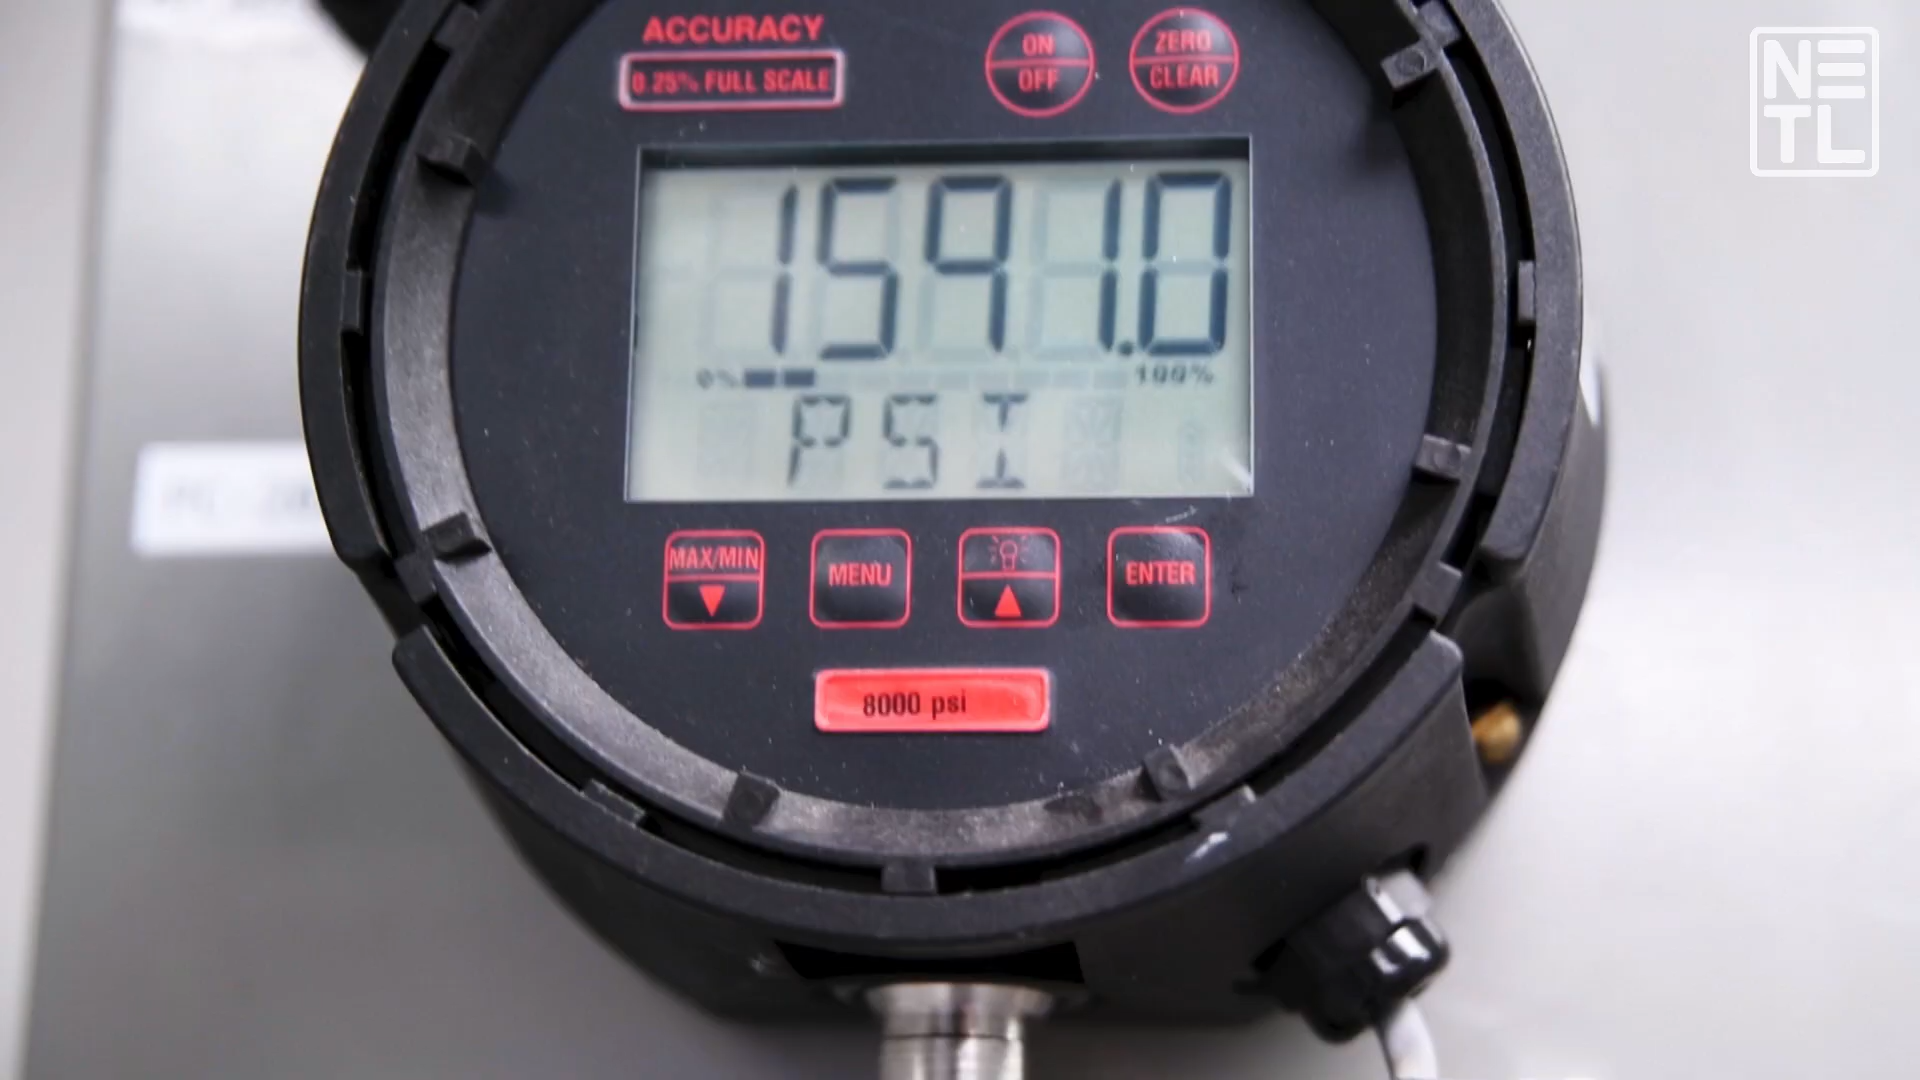 ACCURACY
0.25% FULL SCALE
ON
OFF
ZERO
CLEAR
NE
TL
1591.0
0% 100%
PSI
MAX/MIN
MENU
ENTER
8000 psi